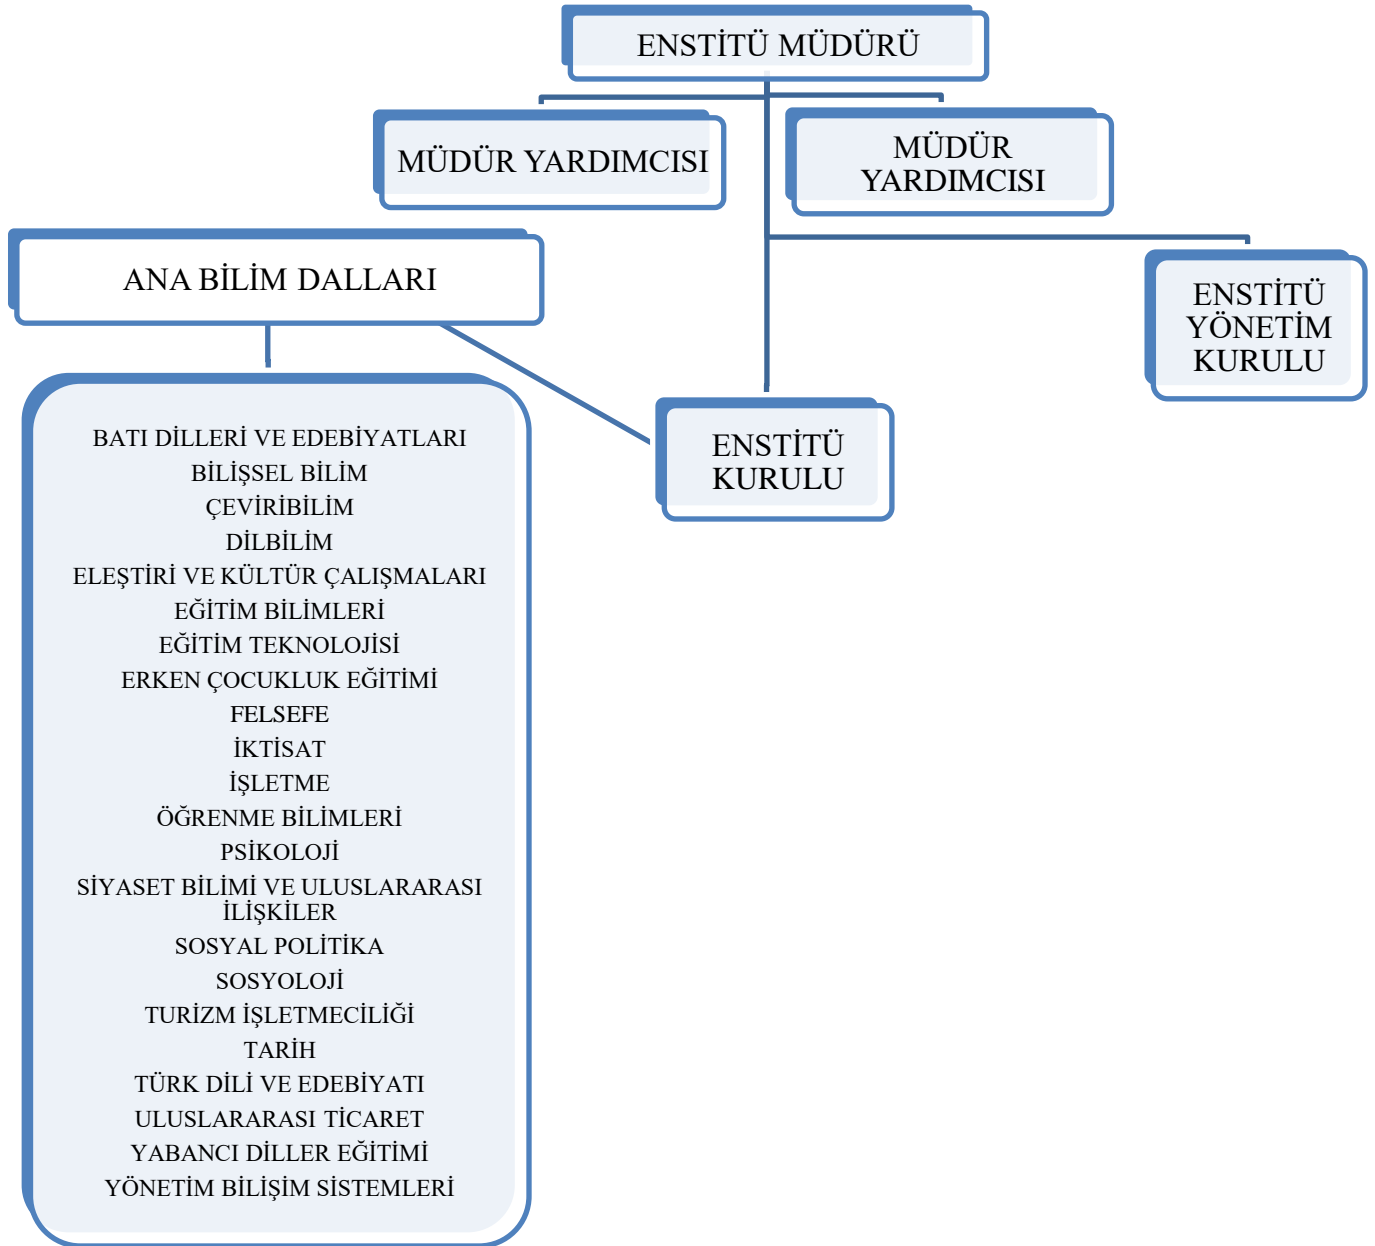 ENSTİTÜ MÜDÜRÜ
MÜDÜR YARDIMCISI
MÜDÜR
YARDIMCISI
ANA BİLİM DALLARI
ENSTİTÜ
YÖNETİM
KURULU
ENSTİTÜ
KURULU
BATI DİLLERİ VE EDEBİYATLARI
BİLİŞSEL BİLİM
ÇEVİRİBİLİM
DİLBİLİM
ELEŞTİRİ VE KÜLTÜR ÇALIŞMALARI
EĞİTİM BİLİMLERİ
EĞİTİM TEKNOLOJİSİ
ERKEN ÇOCUKLUK EĞİTİMİ
FELSEFE
İKTİSAT
İŞLETME
ÖĞRENME BİLİMLERİ
PSİKOLOJİ
SİYASET BİLİMİ VE ULUSLARARASI
İLİŞKİLER
SOSYAL POLİTİKA
SOSYOLOJİ
TURİZM İŞLETMECİLİĞİ
TARİH
TÜRK DİLİ VE EDEBİYATI
ULUSLARARASI TİCARET
YABANCI DİLLER EĞİTİMİ
YÖNETİM BİLİŞİM SİSTEMLERİ